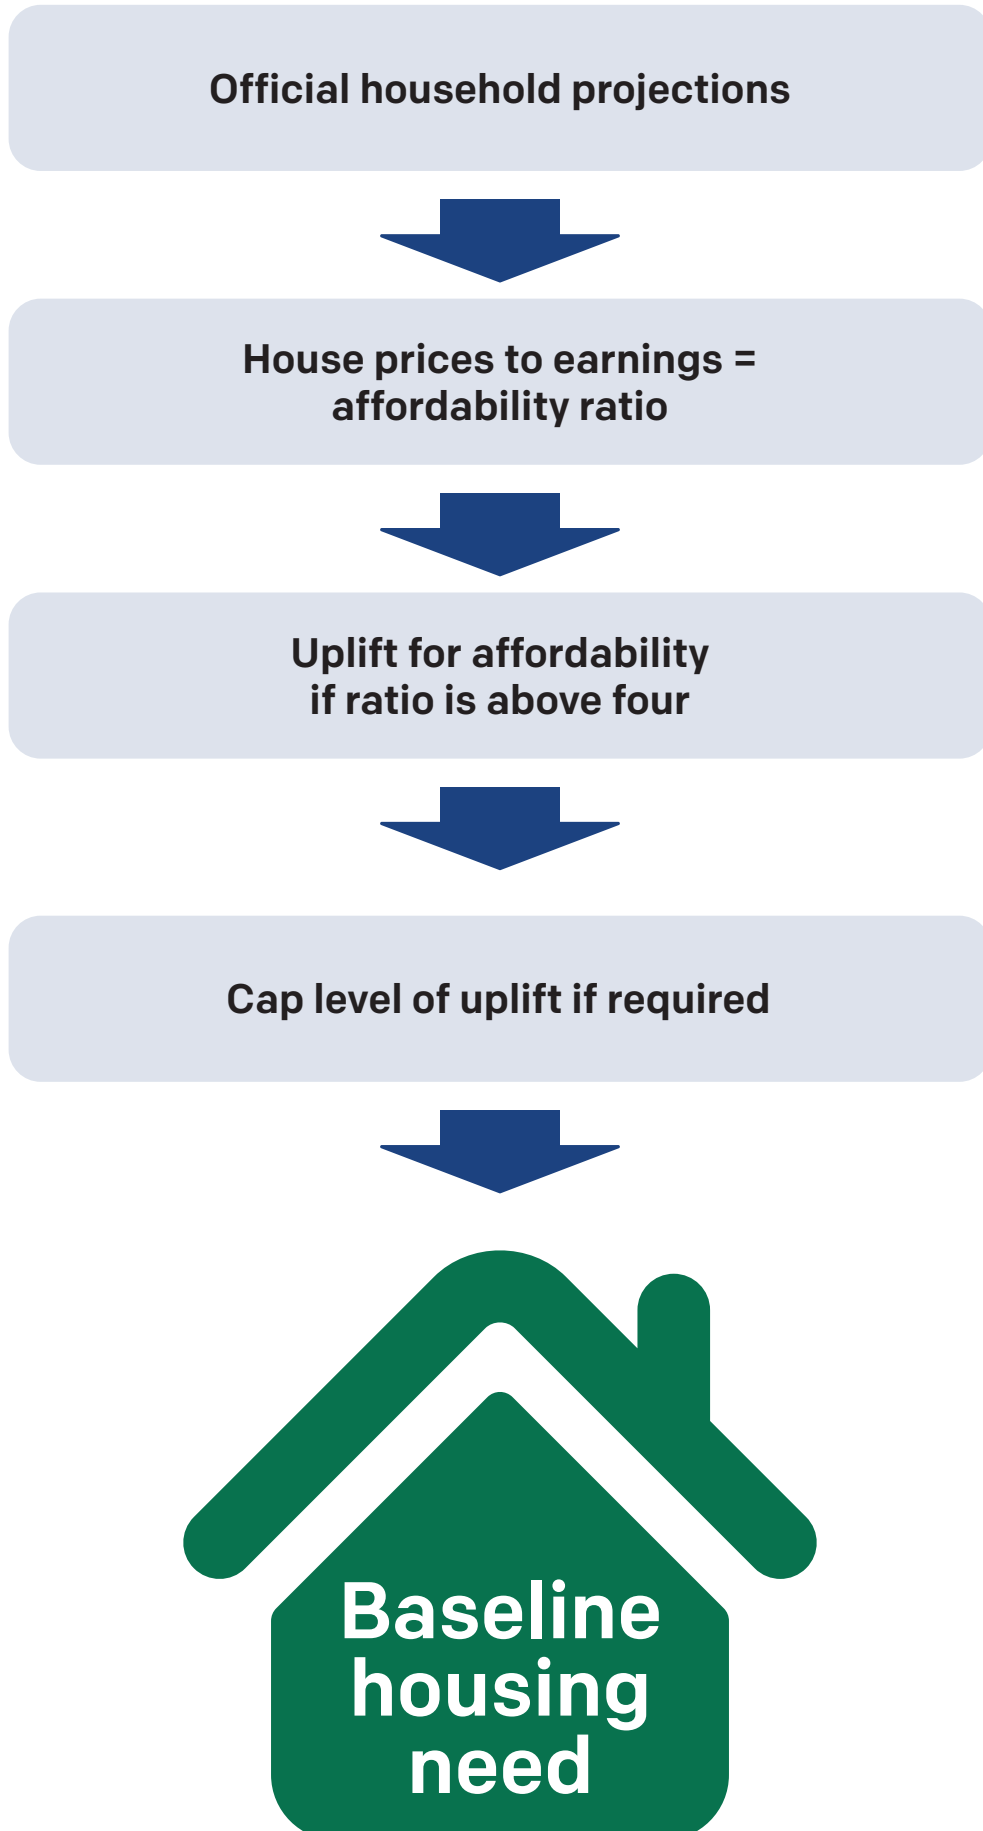 Official household projections
House prices to earnings =
affordability ratio
Uplift for affordability
if ratio is above four
Cap level of uplift if required
Baseline
housing
need